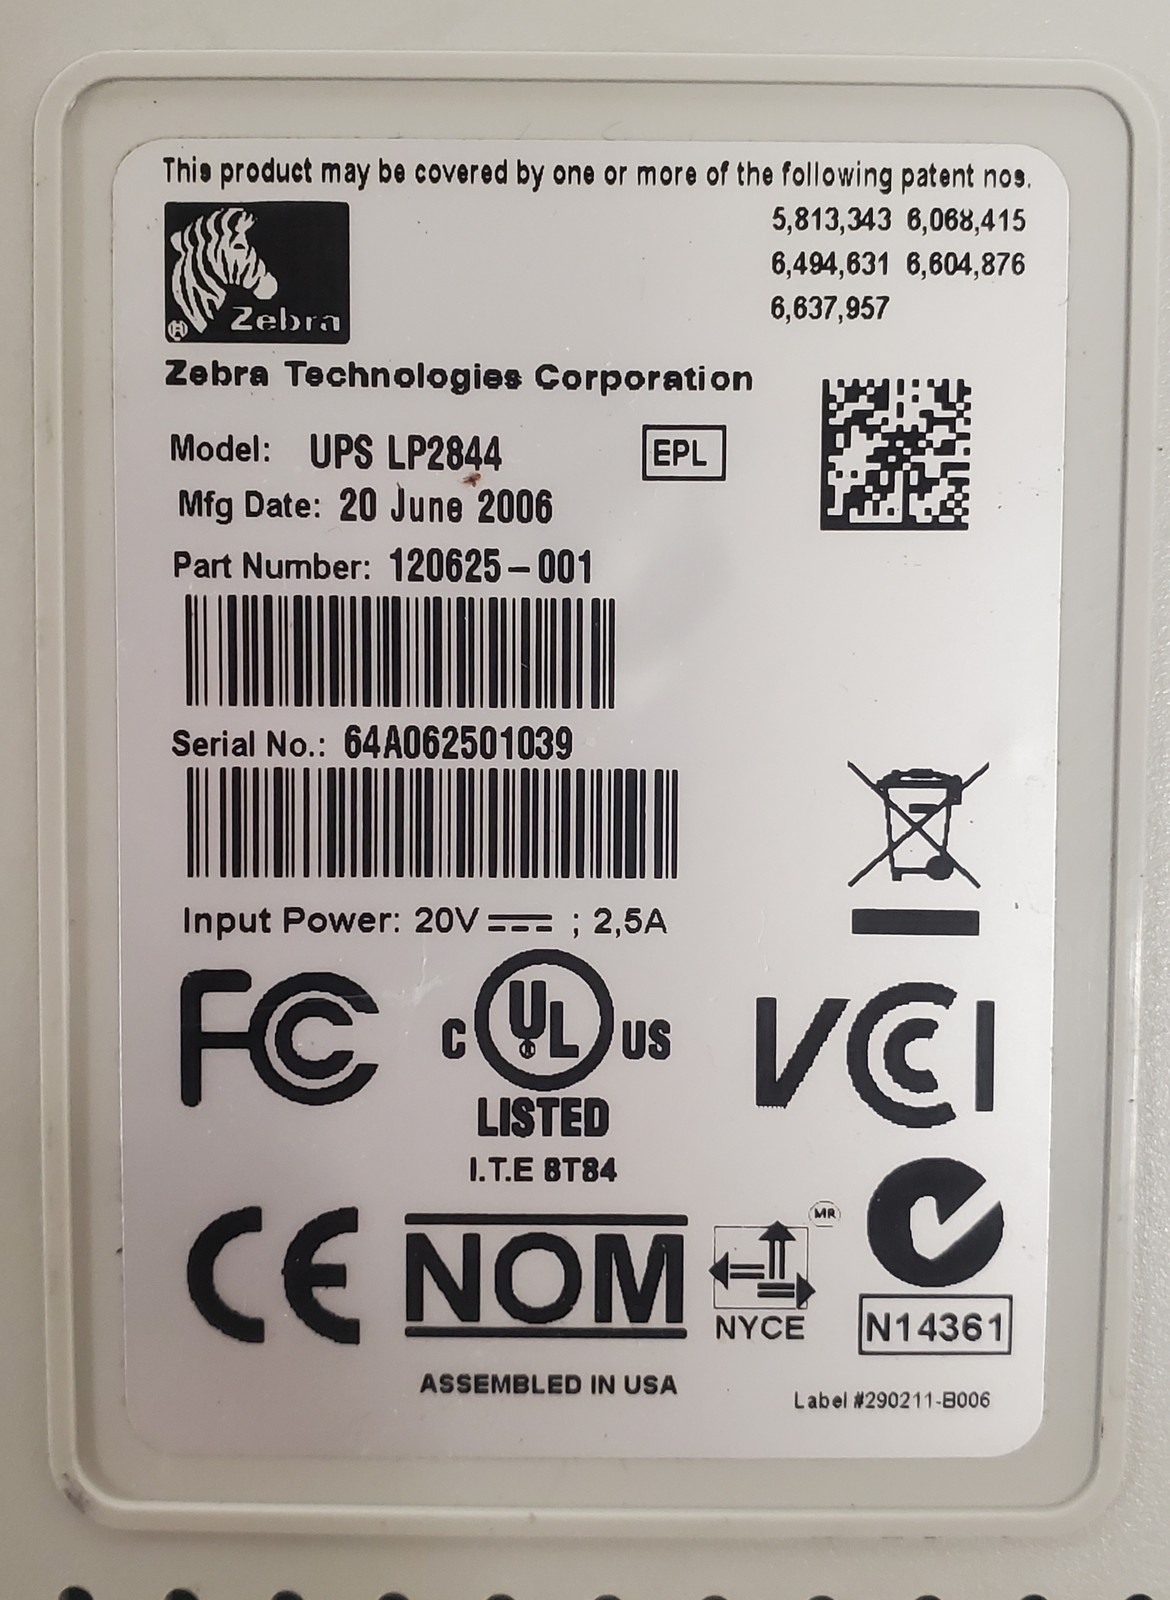 This product may be covered by one or more of the following patent nos.
5,813,343 6,068,415
6,494,631 6,604,876
6,637,957
Zebra
®
Zebra Technologies Corporation
Model: UPS LP2844
EPL
Mfg Date: 20 June 2006
Part Number: 120625-001
Serial No.: 64A062501039
Input Power: 20V ; 2,5A
FC
C UL US
®
LISTED
I.T.E 8T84
VCI
CE
NOM
MR
NYCE
N14361
ASSEMBLED IN USA
Label #290211-B006